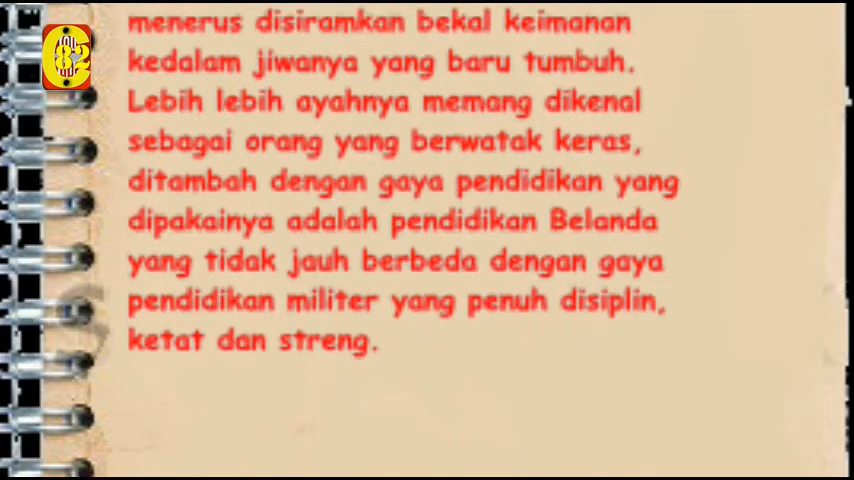 menerus disiramkan bekal keimanan
kedalam jiwanya yang baru tumbuh.
Lebih lebih ayahnya memang dikenal
sebagai orang yang berwatak keras,
ditambah dengan gaya pendidikan yang
dipakainya adalah pendidikan Belanda
yang tidak jauh berbeda dengan gaya
pendidikan militer yang penuh disiplin,
ketat dan streng.